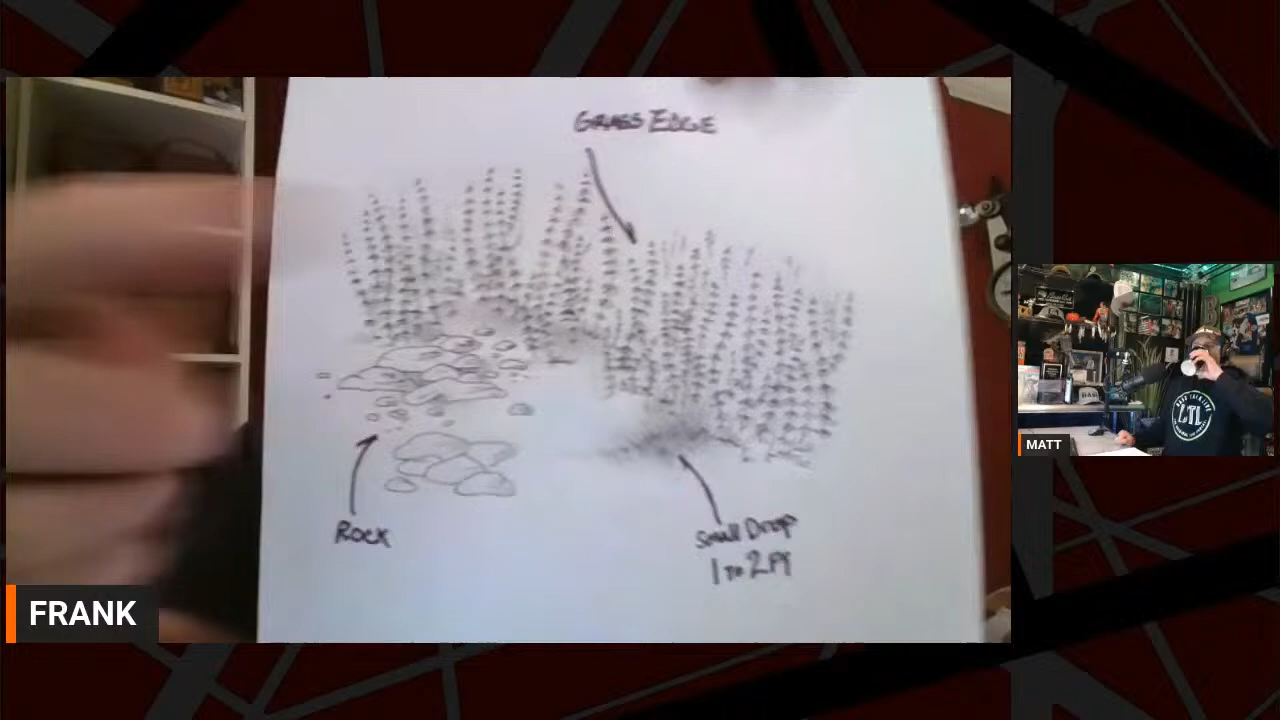 GRASS EDGE
ROCK
Small Drop
1 to 2 Ft
FRANK
MATT